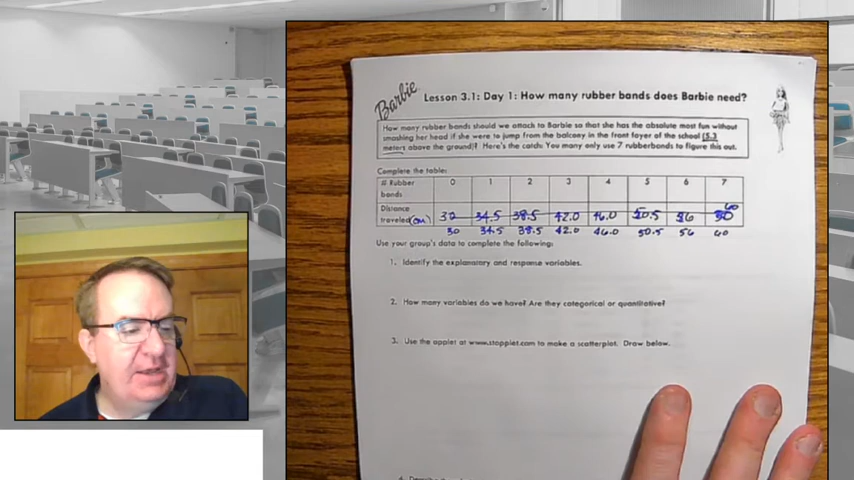 Barbie
Lesson 3.1: Day 1: How many rubber bands does Barbie need?
How many rubber bands should we attack to Barbie so that she has the absolute most fun without
smashing her head if she were to jump from the balcony in the front foyer of the school (5.3
meters above the ground)? Here's the catch: You many only use 7 rubberbonds to figure this out.
Complete the table:
# Rubber bands 0 1 2 3 4 5 6 7
Distance traveled (cm) 34.5 38.5 42.0 46.0 50.5 56 60
30 34.5 38.5 42.0 46.0 50.5 56 60
Use your group's data to complete the following:
1. Identify the explanatory and response variables.
2. How many variables do we have? Are they categorical or quantitative?
3. Use the applet at www.stapplet.com to make a scatterplot. Draw below.